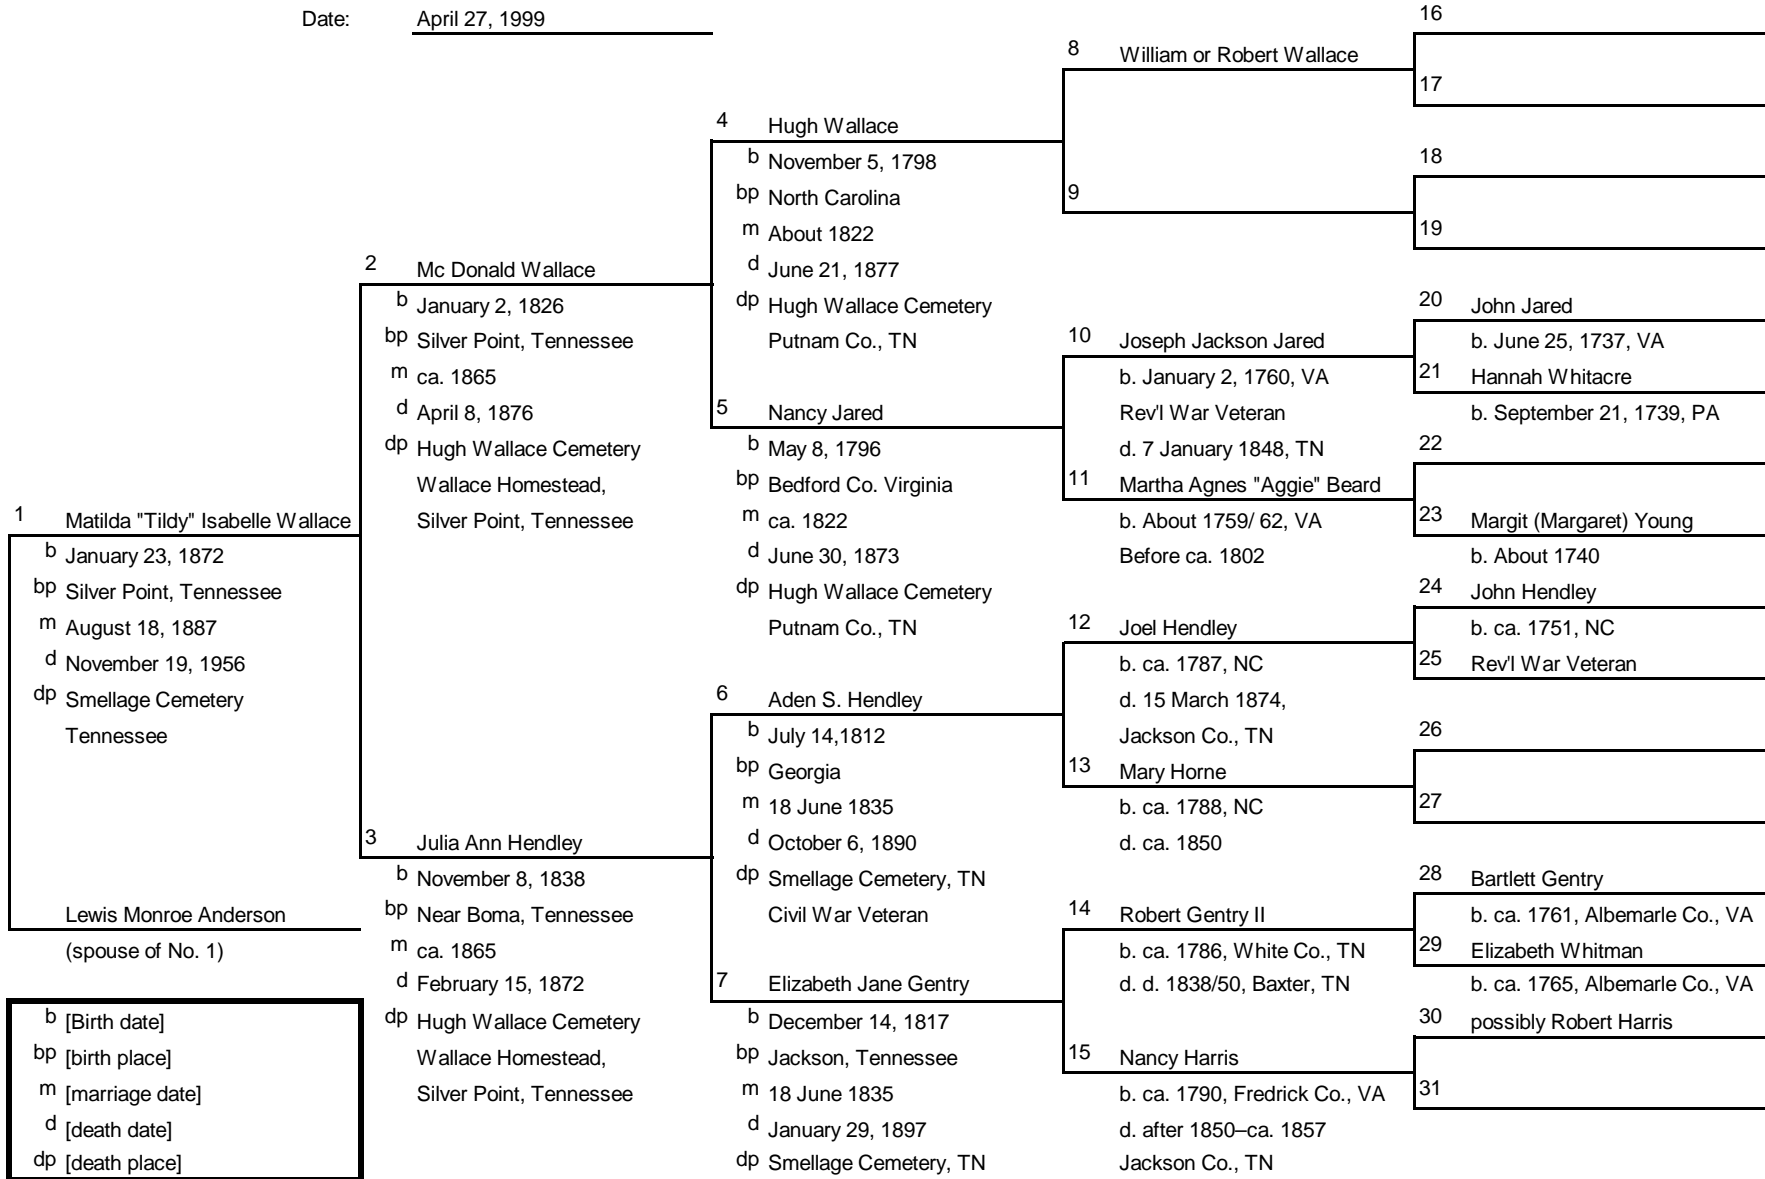 Date: April 27, 1999
1 Matilda "Tildy" Isabelle Wallace
b January 23, 1872
bp Silver Point, Tennessee
m August 18, 1887
d November 19, 1956
dp Smellage Cemetery
Tennessee
Lewis Monroe Anderson
(spouse of No. 1)
b [Birth date]
bp [birth place]
m [marriage date]
d [death date]
dp [death place]
2 Mc Donald Wallace
b January 2, 1826
bp Silver Point, Tennessee
m ca. 1865
d April 8, 1876
dp Hugh Wallace Cemetery
Wallace Homestead,
Silver Point, Tennessee
3 Julia Ann Hendley
b November 8, 1838
bp Near Boma, Tennessee
m ca. 1865
d February 15, 1872
dp Hugh Wallace Cemetery
Wallace Homestead,
Silver Point, Tennessee
4 Hugh Wallace
b November 5, 1798
bp North Carolina
m About 1822
d June 21, 1877
dp Hugh Wallace Cemetery
Putnam Co., TN
5 Nancy Jared
b May 8, 1796
bp Bedford Co. Virginia
m ca. 1822
d June 30, 1873
dp Hugh Wallace Cemetery
Putnam Co., TN
6 Aden S. Hendley
b July 14,1812
bp Georgia
m 18 June 1835
d October 6, 1890
dp Smellage Cemetery, TN
Civil War Veteran
7 Elizabeth Jane Gentry
b December 14, 1817
bp Jackson, Tennessee
m 18 June 1835
d January 29, 1897
dp Smellage Cemetery, TN
8 William or Robert Wallace
9
10 Joseph Jackson Jared
b. January 2, 1760, VA
Rev'l War Veteran
d. 7 January 1848, TN
11 Martha Agnes "Aggie" Beard
b. About 1759/ 62, VA
Before ca. 1802
12 Joel Hendley
b. ca. 1787, NC
d. 15 March 1874,
Jackson Co., TN
13 Mary Horne
b. ca. 1788, NC
d. ca. 1850
14 Robert Gentry II
b. ca. 1786, White Co., TN
d. d. 1838/50, Baxter, TN
15 Nancy Harris
b. ca. 1790, Fredrick Co., VA
d. after 1850–ca. 1857
Jackson Co., TN
16
17
18
19
20 John Jared
b. June 25, 1737, VA
21 Hannah Whitacre
b. September 21, 1739, PA
22
23 Margit (Margaret) Young
b. About 1740
24 John Hendley
b. ca. 1751, NC
25 Rev'l War Veteran
26
27
28 Bartlett Gentry
b. ca. 1761, Albemarle Co., VA
29 Elizabeth Whitman
b. ca. 1765, Albemarle Co., VA
30 possibly Robert Harris
31